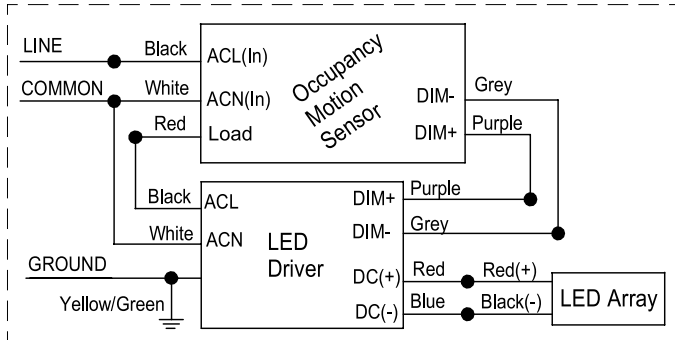 LINE
Black
ACL(In)
COMMON
White
ACN(In)
Red
Load
Occupancy
Motion
Sensor
DIM-
Grey
DIM+
Purple
Black
ACL
White
ACN
LED
Driver
DIM+
Purple
DIM-
Grey
GROUND
Yellow/Green
DC(+)
Red
Red(+)
DC(-)
Blue
Black(-)
LED Array